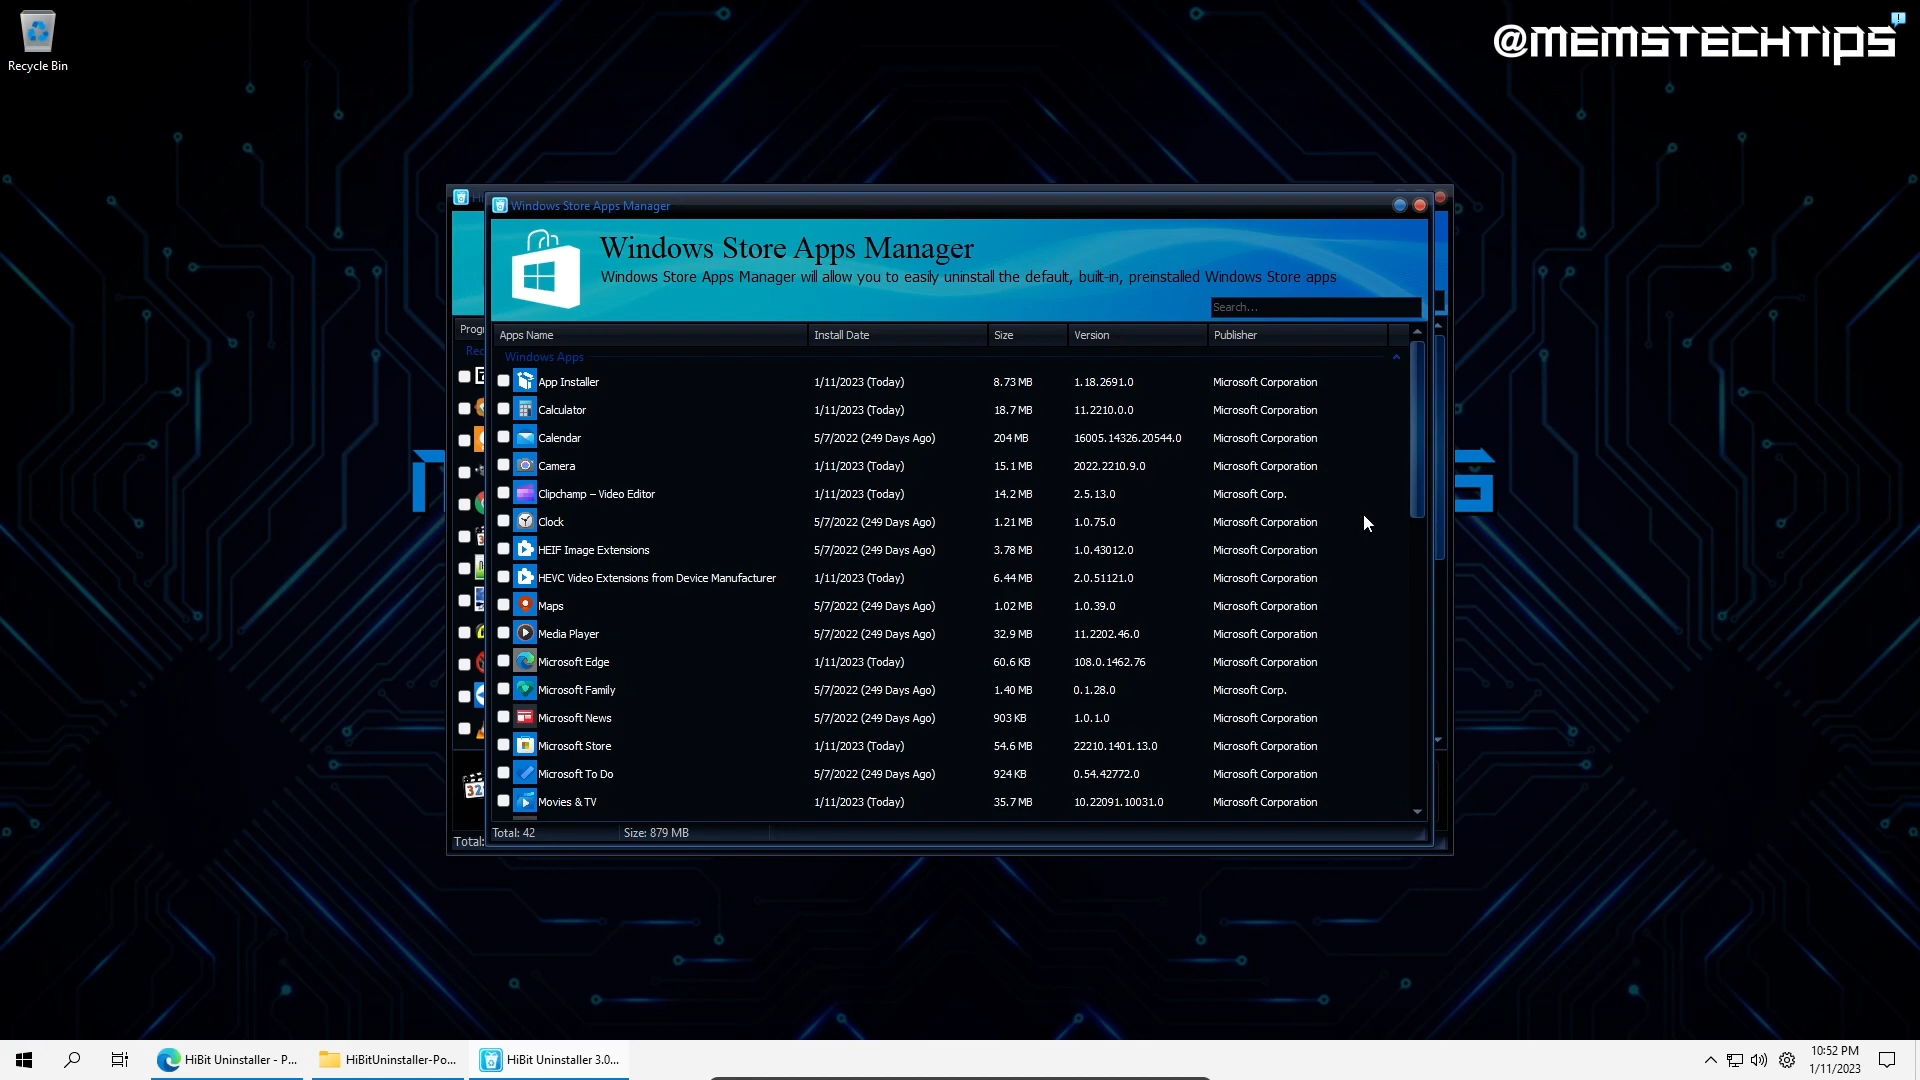 Recycle Bin
@MEMSTECHTIPS
Windows Store Apps Manager
Windows Store Apps Manager
Windows Store Apps Manager will allow you to easily uninstall the default, built-in, preinstalled Windows Store apps
Search...
Apps Name Install Date Size Version Publisher
Windows Apps
App Installer 1/11/2023 (Today) 8.73 MB 1.18.2691.0 Microsoft Corporation
Calculator 1/11/2023 (Today) 18.7 MB 11.2210.0.0 Microsoft Corporation
Calendar 5/7/2022 (249 Days Ago) 204 MB 16005.14326.20544.0 Microsoft Corporation
Camera 1/11/2023 (Today) 15.1 MB 2022.2210.9.0 Microsoft Corporation
Clipchamp – Video Editor 1/11/2023 (Today) 14.2 MB 2.5.13.0 Microsoft Corp.
Clock 5/7/2022 (249 Days Ago) 1.21 MB 1.0.75.0 Microsoft Corporation
HEIF Image Extensions 5/7/2022 (249 Days Ago) 3.78 MB 1.0.43012.0 Microsoft Corporation
HEVC Video Extensions from Device Manufacturer 1/11/2023 (Today) 6.44 MB 2.0.51121.0 Microsoft Corporation
Maps 5/7/2022 (249 Days Ago) 1.02 MB 1.0.39.0 Microsoft Corporation
Media Player 5/7/2022 (249 Days Ago) 32.9 MB 11.2202.46.0 Microsoft Corporation
Microsoft Edge 1/11/2023 (Today) 60.6 KB 108.0.1462.76 Microsoft Corporation
Microsoft Family 5/7/2022 (249 Days Ago) 1.40 MB 0.1.28.0 Microsoft Corp.
Microsoft News 5/7/2022 (249 Days Ago) 903 KB 1.0.1.0 Microsoft Corporation
Microsoft Store 1/11/2023 (Today) 54.6 MB 22210.1401.13.0 Microsoft Corporation
Microsoft To Do 5/7/2022 (249 Days Ago) 924 KB 0.54.42772.0 Microsoft Corporation
Movies & TV 1/11/2023 (Today) 35.7 MB 10.22091.10031.0 Microsoft Corporation
Total: 42 Size: 879 MB
Total:
HiBit Uninstaller - P... HiBitUninstaller-Po... HiBit Uninstaller 3.0... 10:52 PM
1/11/2023